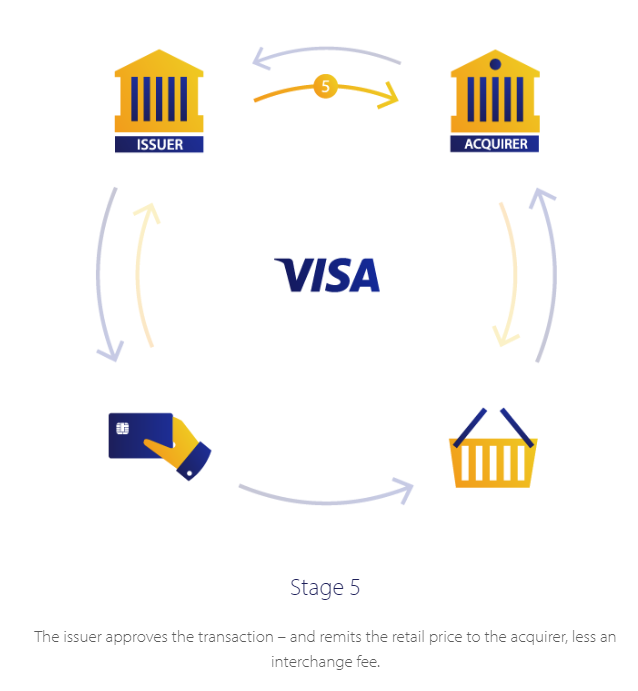 5
ISSUER
ACQUIRER
VISA
Stage 5
The issuer approves the transaction – and remits the retail price to the acquirer, less an
interchange fee.